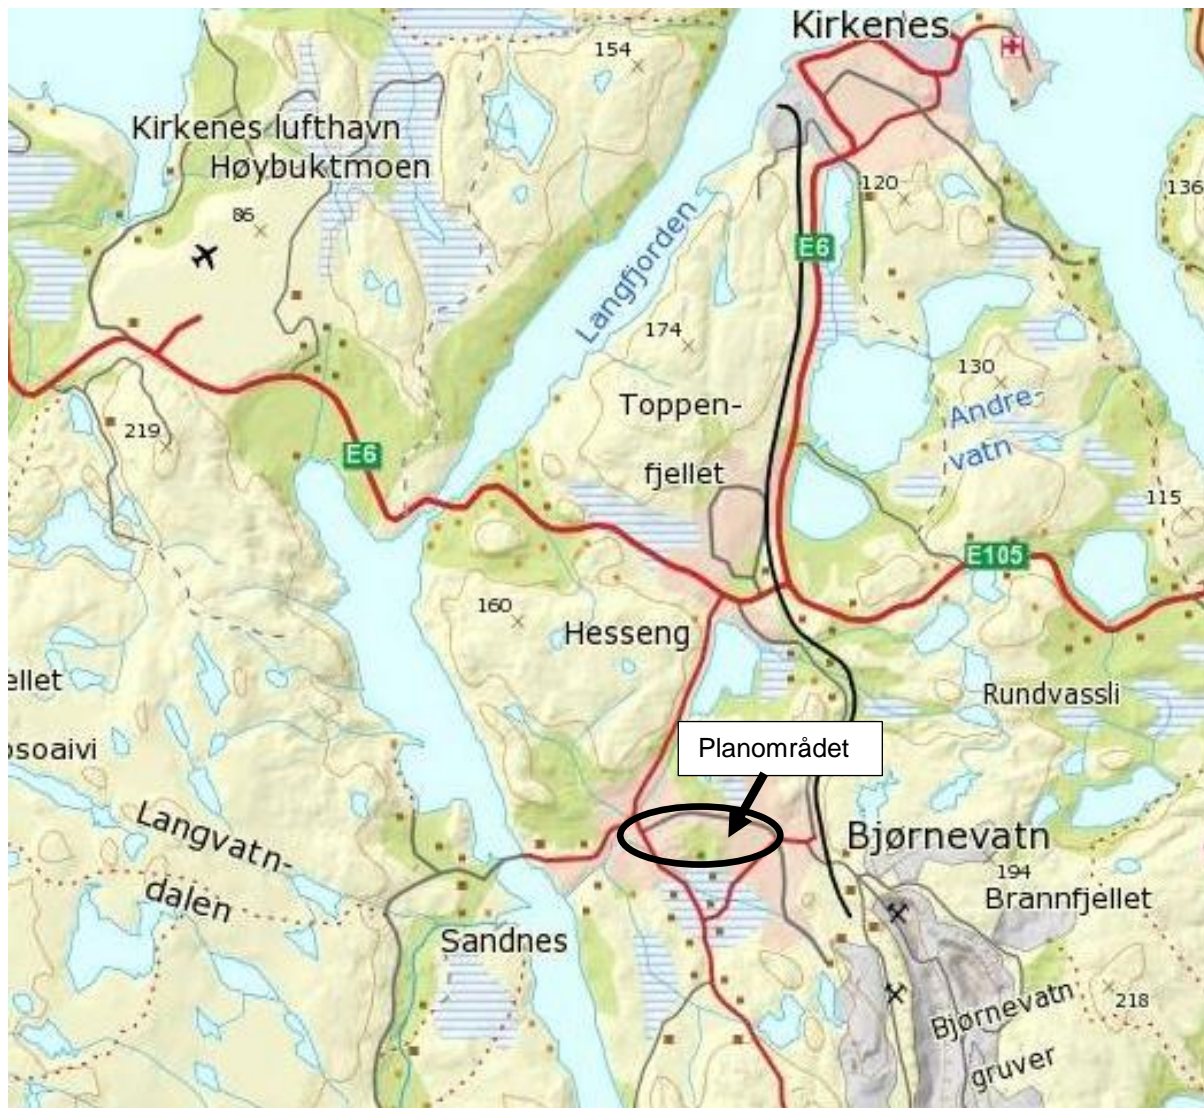 Kirkenes
154
Kirkenes lufthavn
Høybuktmoen
86
120
136
Langfjorden
E6
174
130
Toppen-
fjellet
Andre-
vatn
219
E6
115
E105
160
Hesseng
ellet
Rundvassli
osoaivi
Planområdet
Langvatn-
dalen
Bjørnevatn
194
Brannfjellet
Sandnes
218
Bjørnevatn
gruver